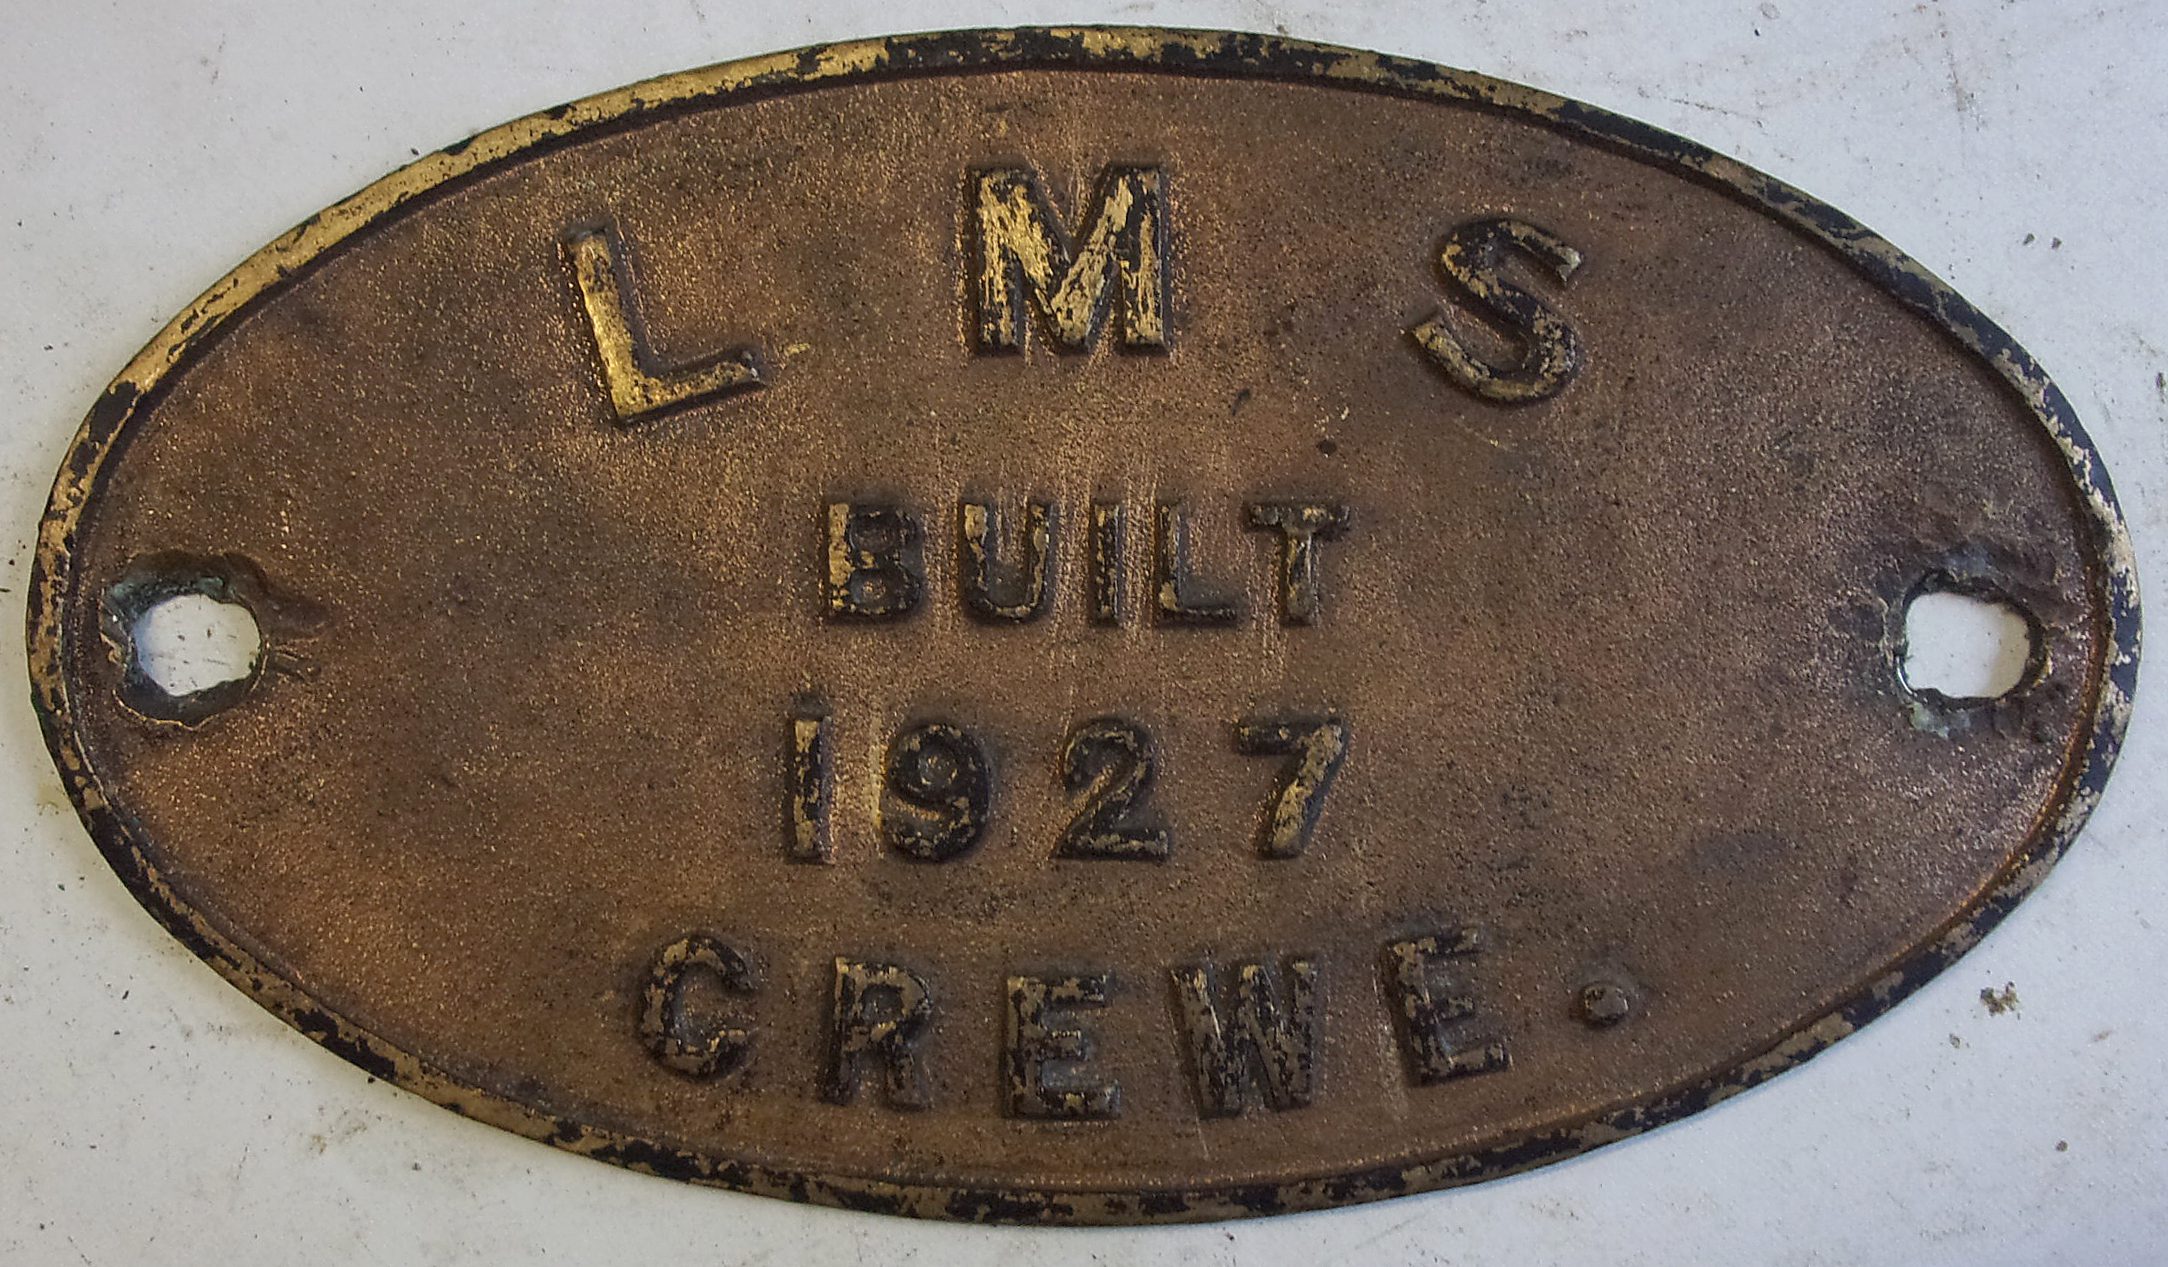 L M S
BUILT
1927
CREWE.